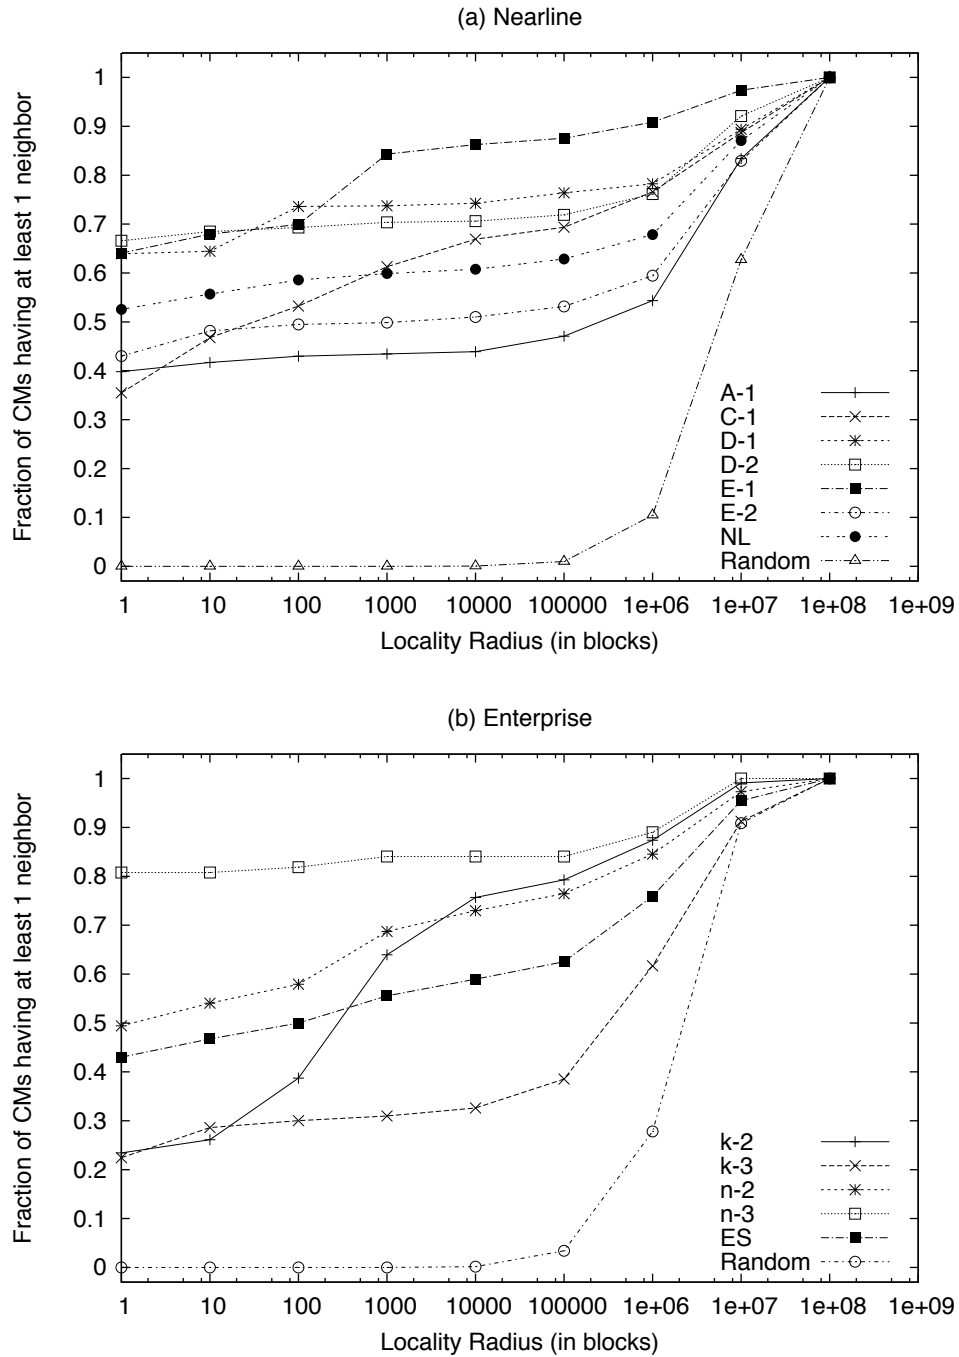 (a) Nearline
Fraction of CMs having at least 1 neighbor
1
0.9
0.8
0.7
0.6
0.5
0.4
0.3
0.2
0.1
0
A-1
C-1
D-1
D-2
E-1
E-2
NL
Random
1 10 100 1000 10000 100000 1e+06 1e+07 1e+08 1e+09
Locality Radius (in blocks)
(b) Enterprise
Fraction of CMs having at least 1 neighbor
1
0.9
0.8
0.7
0.6
0.5
0.4
0.3
0.2
0.1
0
k-2
k-3
n-2
n-3
ES
Random
1 10 100 1000 10000 100000 1e+06 1e+07 1e+08 1e+09
Locality Radius (in blocks)